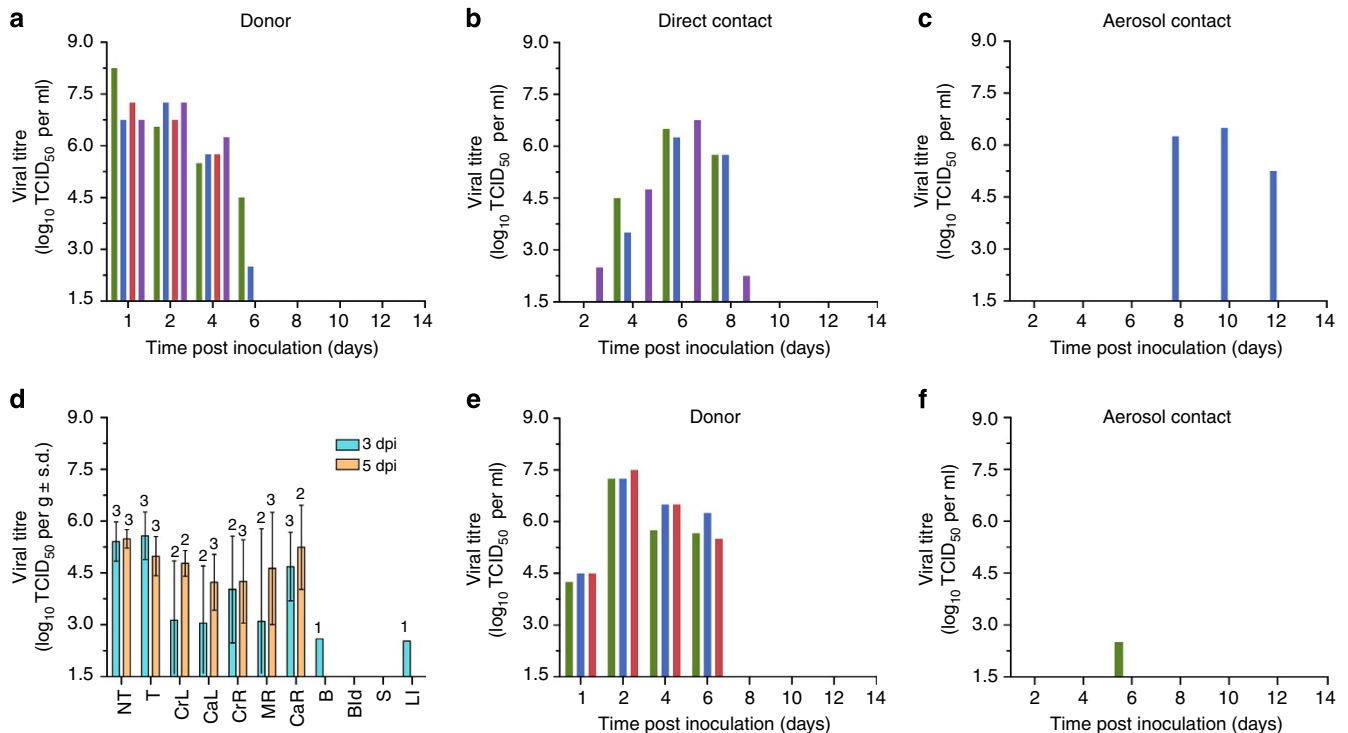 a
Donor
Viral titre
(log10 TCID50 per ml)
9.0
7.5
6.0
4.5
3.0
1.5
1 2 4 6 8 10 12 14
Time post inoculation (days)
b
Direct contact
Viral titre
(log10 TCID50 per ml)
9.0
7.5
6.0
4.5
3.0
1.5
2 4 6 8 10 12 14
Time post inoculation (days)
c
Aerosol contact
Viral titre
(log10 TCID50 per ml)
9.0
7.5
6.0
4.5
3.0
1.5
2 4 6 8 10 12 14
Time post inoculation (days)
d
Viral titre
(log10 TCID50 per g ± s.d.)
9.0
7.5
6.0
4.5
3.0
1.5
3 dpi
5 dpi
3 3 3 3 2 2 2 3 2 3 2 3 3 2 1 1
NT T CrL CaL CrR MR CaR B Bld S LI
e
Donor
Viral titre
(log10 TCID50 per ml)
9.0
7.5
6.0
4.5
3.0
1.5
1 2 4 6 8 10 12 14
Time post inoculation (days)
f
Aerosol contact
Viral titre
(log10 TCID50 per ml)
9.0
7.5
6.0
4.5
3.0
1.5
2 4 6 8 10 12 14
Time post inoculation (days)